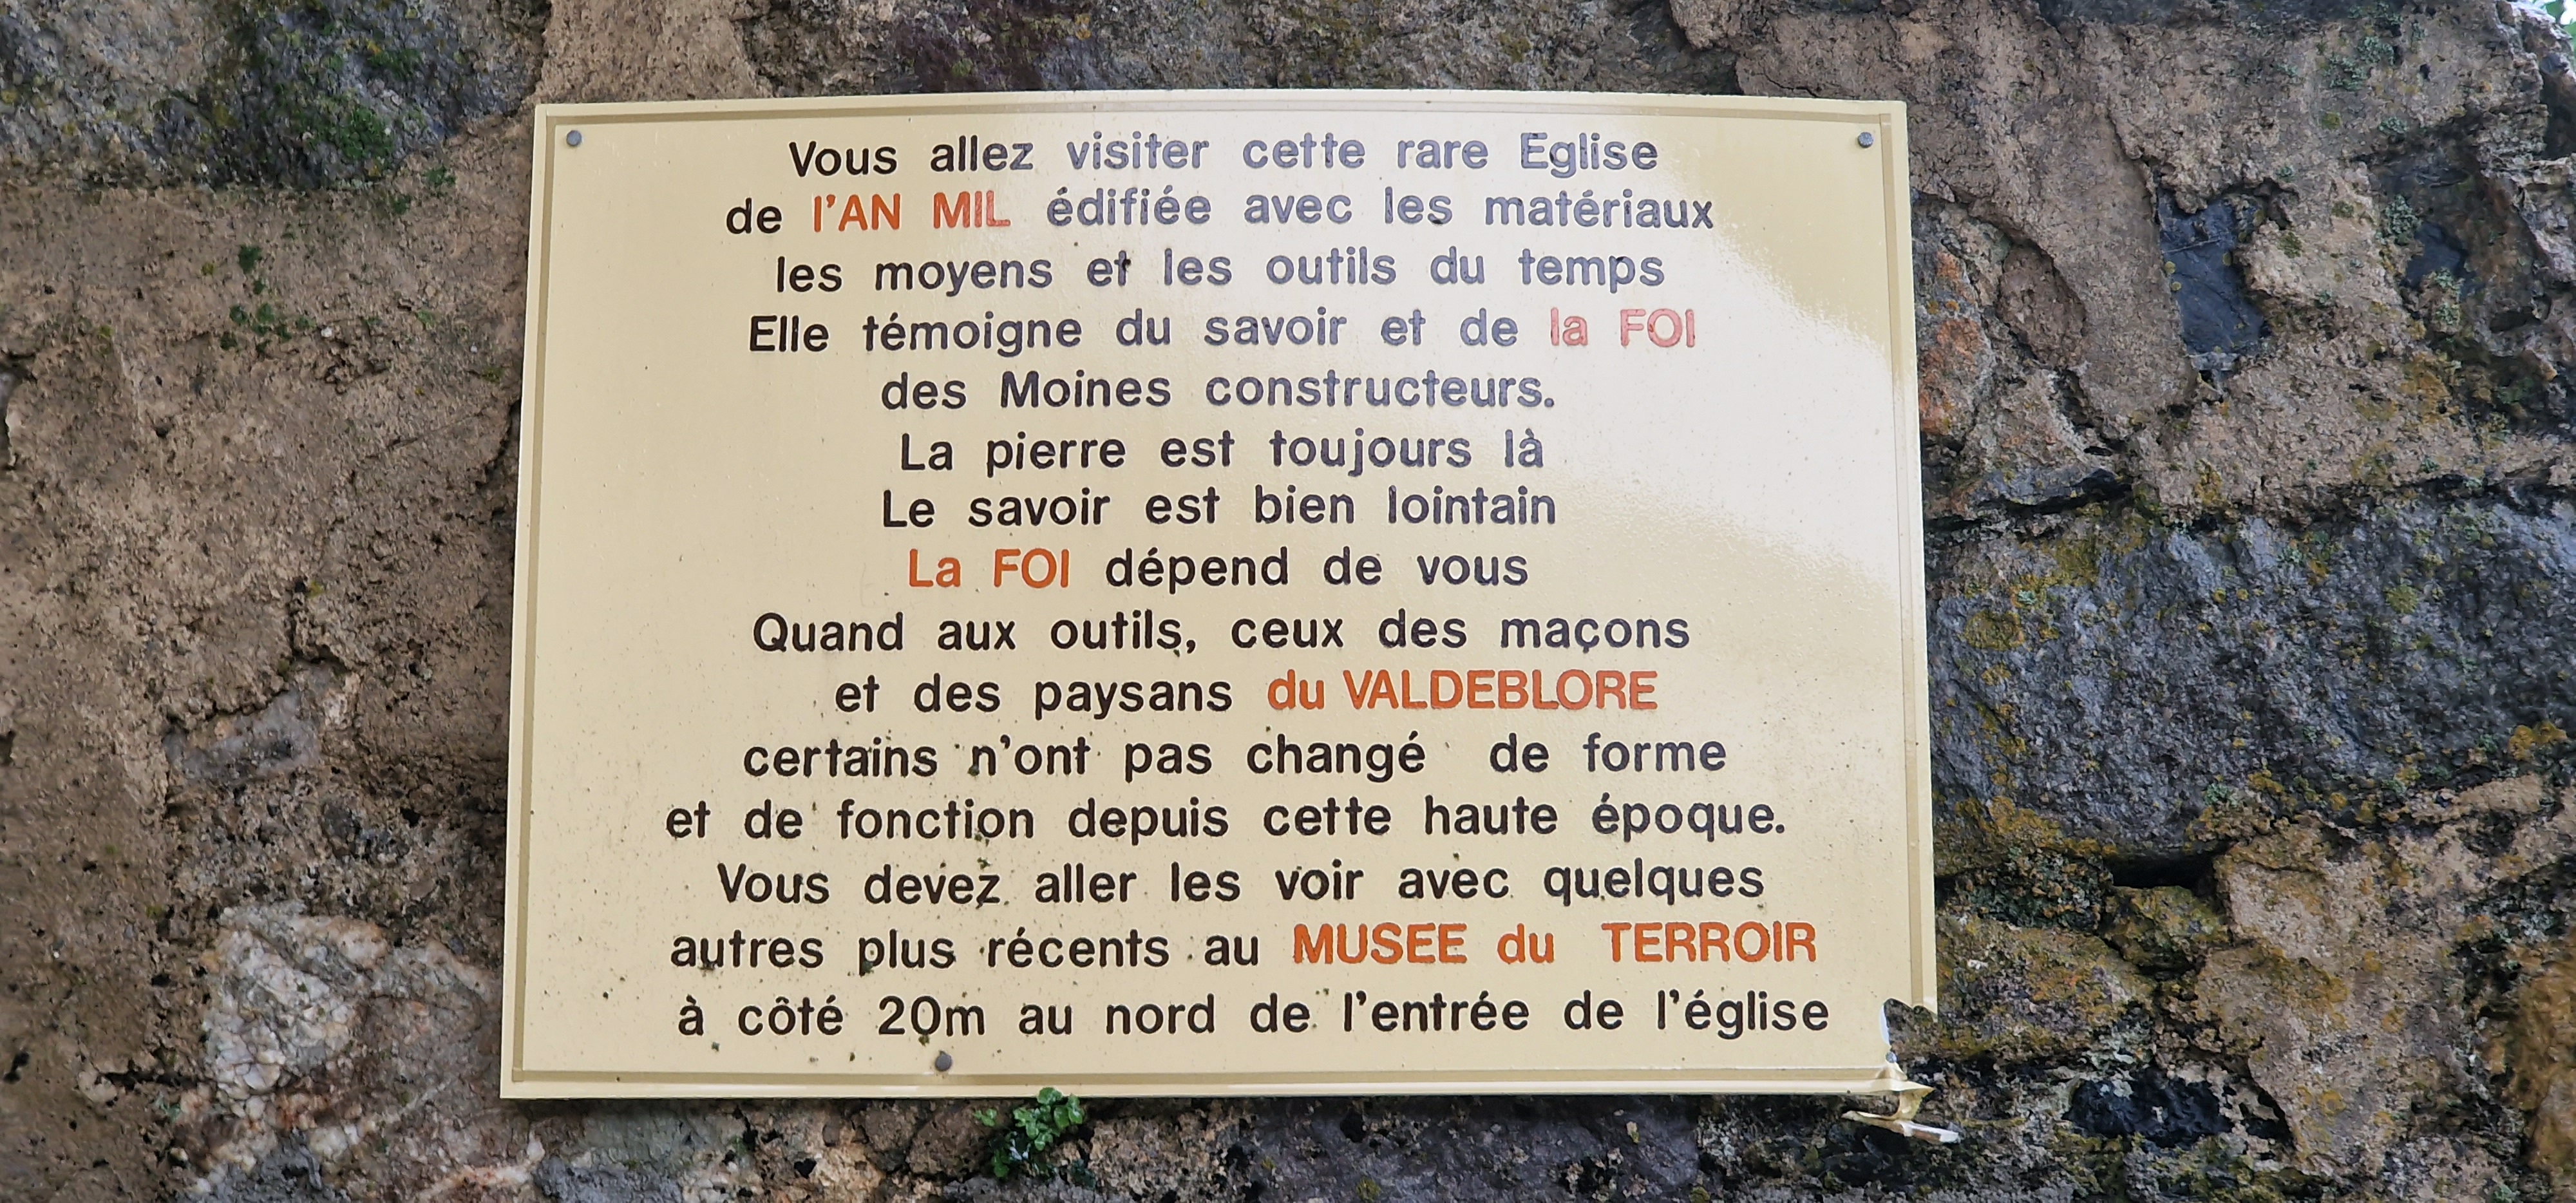 Vous allez visiter cette rare Eglise
de l'AN MIL édifiée avec les matériaux
les moyens et les outils du temps
Elle témoigne du savoir et de la FOI
des Moines constructeurs.
La pierre est toujours là
Le savoir est bien lointain
La FOI dépend de vous
Quand aux outils, ceux des maçons
et des paysans du VALDEBLORE
certains n'ont pas changé de forme
et de fonction depuis cette haute époque.
Vous devez aller les voir avec quelques
autres plus récents au MUSEE du TERROIR
à côté 20m au nord de l'entrée de l'église